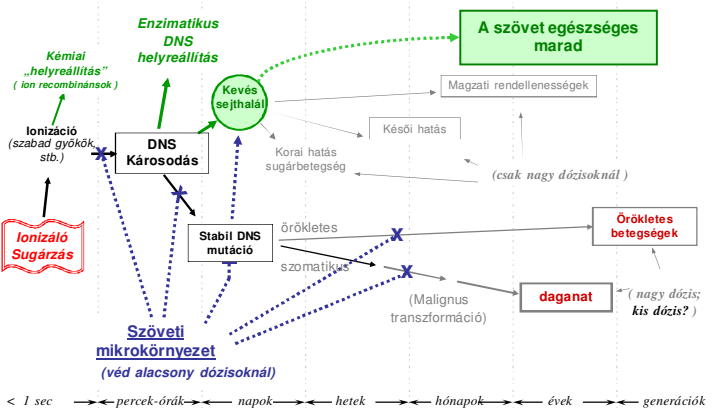 Enzimatikus
DNS
helyreállítás
A szövet egészséges
marad
Kémiai
„helyreállítás”
( ion recombinánsok )
Kevés
sejthalál
Magzati rendellenességek
Ionizáció
(szabad gyökök,
stb.)
DNS
Károsodás
Késői hatás
Korai hatás
sugárbetegség
(csak nagy dózisoknál )
Ionizáló
Sugárzás
Stabil DNS
mutáció
örökletes
szomatikus
Örökletes
betegségek
(Malignus
transzformáció)
daganat
( nagy dózis;
kis dózis? )
Szöveti
mikrokörnyezet
(véd alacsony dózisoknál)
< 1 sec
percek-órák
napok
hetek
hónapok
évek
generációk